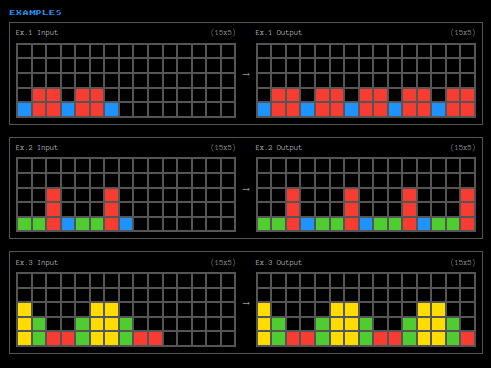 EXAMPLES
Ex.1 Input (15x5) Ex.1 Output (15x5)
→
Ex.2 Input (15x5) Ex.2 Output (15x5)
→
Ex.3 Input (15x5) Ex.3 Output (15x5)
→